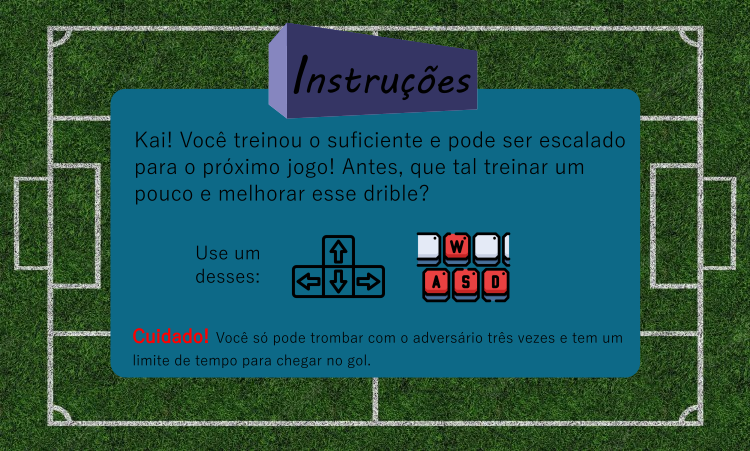 Instruções
Kai! Você treinou o suficiente e pode ser escalado
para o próximo jogo! Antes, que tal treinar um
pouco e melhorar esse drible?
Use um
desses:
W
A S D
Cuidado! Você só pode trombar com o adversário três vezes e tem um
limite de tempo para chegar no gol.